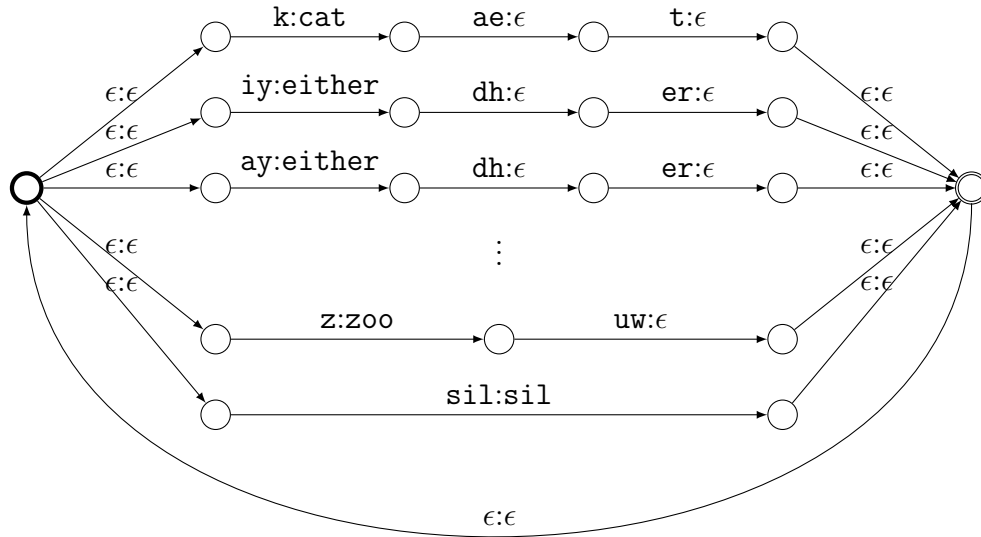 k:cat ae:ϵ t:ϵ
ϵ:ϵ ϵ:ϵ
iy:either dh:ϵ er:ϵ
ϵ:ϵ ϵ:ϵ
ay:either dh:ϵ er:ϵ
ϵ:ϵ ϵ:ϵ
⋮
ϵ:ϵ ϵ:ϵ
ϵ:ϵ ϵ:ϵ
z:zoo uw:ϵ
sil:sil
ϵ:ϵ